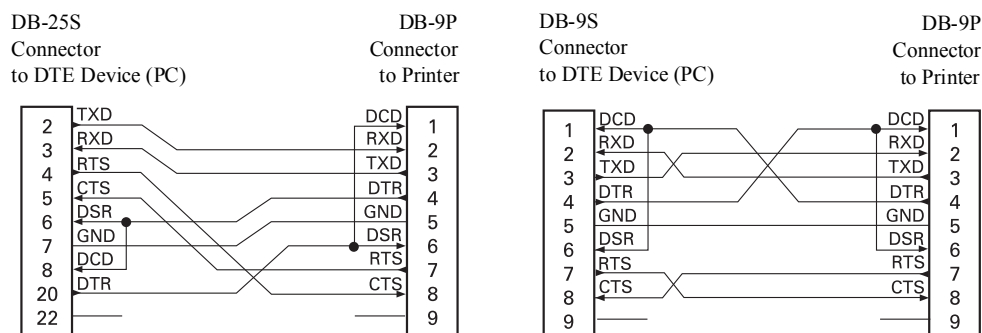 DB-25S
Connector
to DTE Device (PC)
DB-9P
Connector
to Printer
2 TXD DCD 1
3 RXD RXD 2
4 RTS TXD 3
5 CTS DTR 4
6 DSR GND 5
7 GND DSR 6
8 DCD RTS 7
20 DTR CTS 8
22 9
DB-9S
Connector
to DTE Device (PC)
DB-9P
Connector
to Printer
1 DCD DCD 1
2 RXD RXD 2
3 TXD TXD 3
4 DTR DTR 4
5 GND GND 5
6 DSR DSR 6
7 RTS RTS 7
8 CTS CTS 8
9 9